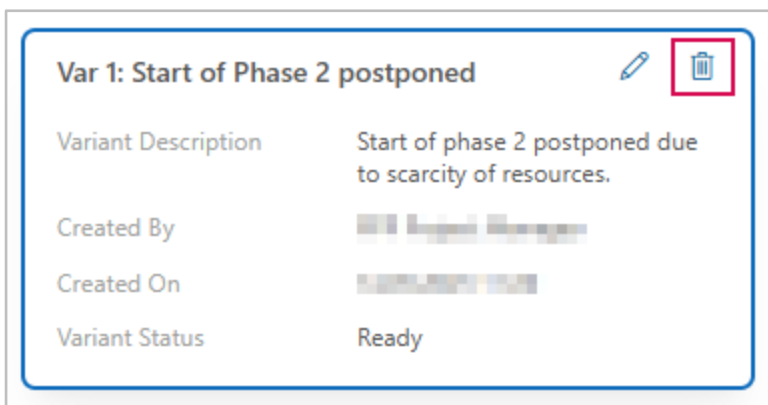 Var 1: Start of Phase 2 postponed
Variant Description
Start of phase 2 postponed due
to scarcity of resources.
Created By
Created On
Variant Status
Ready